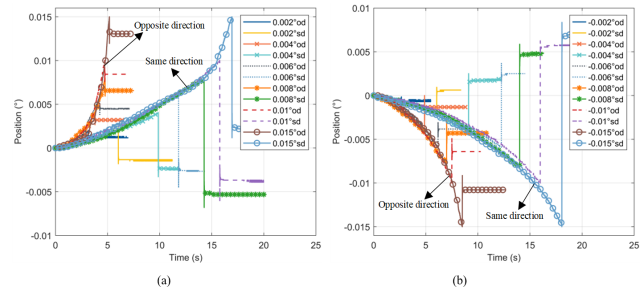 0.015
0.01
0.005
0
-0.005
-0.01
Position (°)
0 5 10 15 20 25
Time (s)
Opposite direction
Same direction
0.002°od
0.002°sd
0.004°od
0.004°sd
0.006°od
0.006°sd
0.008°od
0.008°sd
0.01°od
0.01°sd
0.015°od
0.015°sd
(a)
0.01
0.005
0
-0.005
-0.01
-0.015
Position (°)
0 5 10 15 20 25
Time (s)
Opposite direction
Same direction
-0.002°od
-0.002°sd
-0.004°od
-0.004°sd
-0.006°od
-0.006°sd
-0.008°od
-0.008°sd
-0.01°od
-0.01°sd
-0.015°od
-0.015°sd
(b)